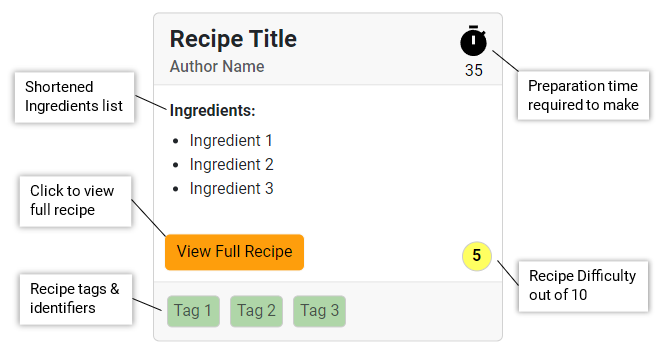 Recipe Title
Author Name
35
Shortened
Ingredients list
Preparation time
required to make
Ingredients:
Ingredient 1
Ingredient 2
Ingredient 3
Click to view
full recipe
View Full Recipe
5
Recipe Difficulty
out of 10
Recipe tags &
identifiers
Tag 1
Tag 2
Tag 3